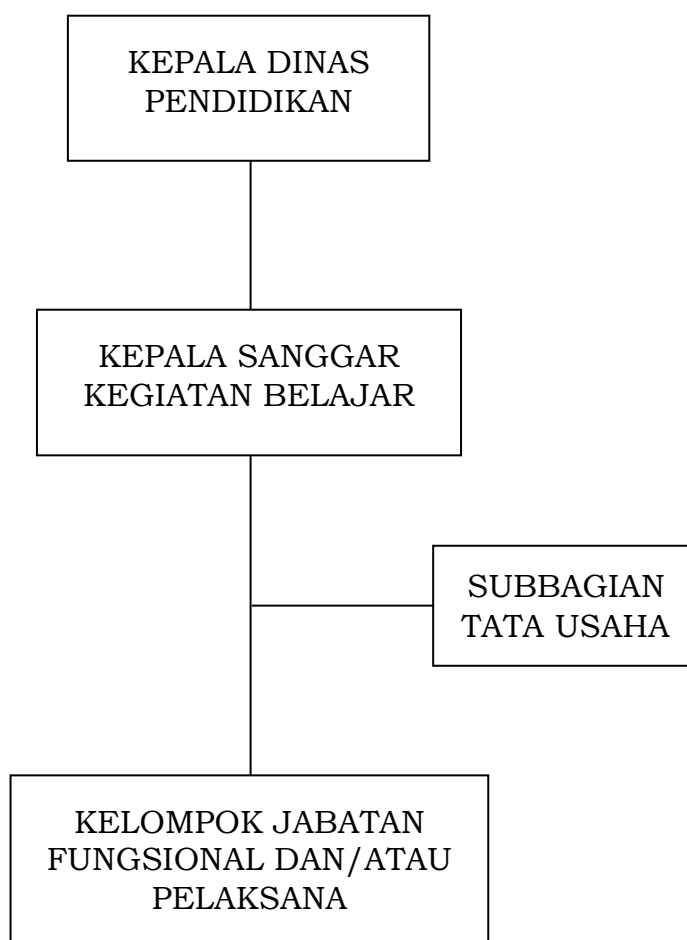 KEPALA DINAS
PENDIDIKAN
KEPALA SANGGAR
KEGIATAN BELAJAR
SUBBAGIAN
TATA USAHA
KELOMPOK JABATAN
FUNGSIONAL DAN/ATAU
PELAKSANA